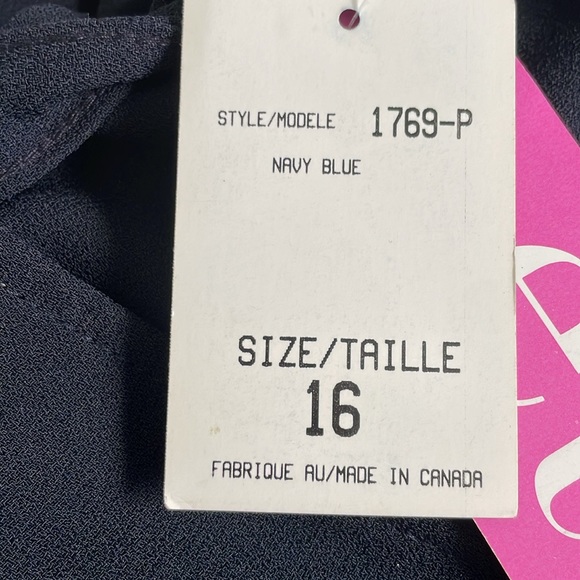 STYLE/MODELE 1769-P
NAVY BLUE
SIZE/TAILLE
16
FABRIQUE AU/MADE IN CANADA